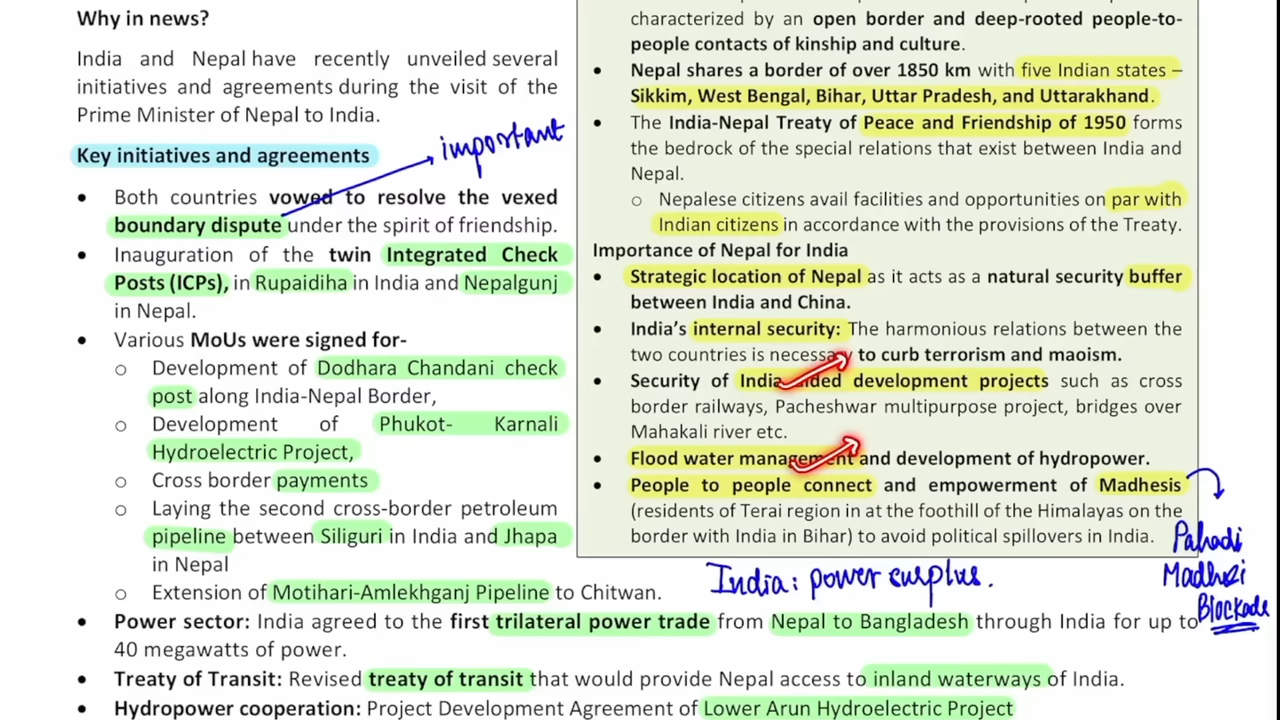 Why in news?
India and Nepal have recently unveiled several
initiatives and agreements during the visit of the
Prime Minister of Nepal to India.
important
Key initiatives and agreements
• Both countries vowed to resolve the vexed
boundary dispute under the spirit of friendship.
• Inauguration of the twin Integrated Check
Posts (ICPs), in Rupaidiha in India and Nepalgunj
in Nepal.
• Various MoUs were signed for-
o Development of Dodhara Chandani check
post along India-Nepal Border,
o Development of Phukot- Karnali
Hydroelectric Project,
o Cross border payments
o Laying the second cross-border petroleum
pipeline between Siliguri in India and Jhapa
in Nepal
o Extension of Motihari-Amlekhganj Pipeline to Chitwan.
• Power sector: India agreed to the first trilateral power trade from Nepal to Bangladesh through India for up to
40 megawatts of power.
• Treaty of Transit: Revised treaty of transit that would provide Nepal access to inland waterways of India.
• Hydropower cooperation: Project Development Agreement of Lower Arun Hydroelectric Project
characterized by an open border and deep-rooted people-to-
people contacts of kinship and culture.
• Nepal shares a border of over 1850 km with five Indian states –
Sikkim, West Bengal, Bihar, Uttar Pradesh, and Uttarakhand.
• The India-Nepal Treaty of Peace and Friendship of 1950 forms
the bedrock of the special relations that exist between India and
Nepal.
o Nepalese citizens avail facilities and opportunities on par with
Indian citizens in accordance with the provisions of the Treaty.
Importance of Nepal for India
• Strategic location of Nepal as it acts as a natural security buffer
between India and China.
• India's internal security: The harmonious relations between the
two countries is necessary to curb terrorism and maoism.
• Security of India aided development projects such as cross
border railways, Pacheshwar multipurpose project, bridges over
Mahakali river etc.
• Flood water management and development of hydropower.
• People to people connect and empowerment of Madhesis
(residents of Terai region in at the foothill of the Himalayas on the
border with India in Bihar) to avoid political spillovers in India.
India: power surplus.
Pahadi
Madhesi
Blockade